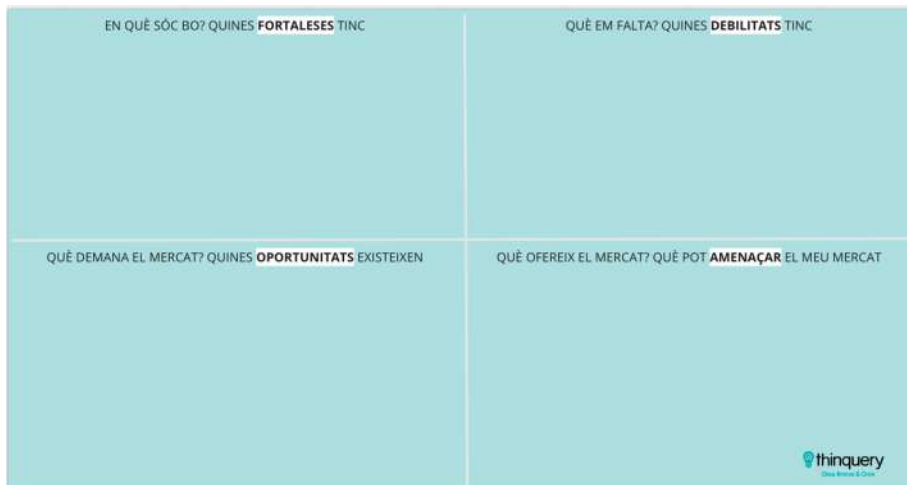 EN QUÈ SÓC BO? QUINES FORTALESES TINC
QUÈ EM FALTA? QUINES DEBILITATS TINC
QUÈ DEMANA EL MERCAT? QUINES OPORTUNITATS EXISTEIXEN
QUÈ OFEREIX EL MERCAT? QUÈ POT AMENAÇAR EL MEU MERCAT
thinquery